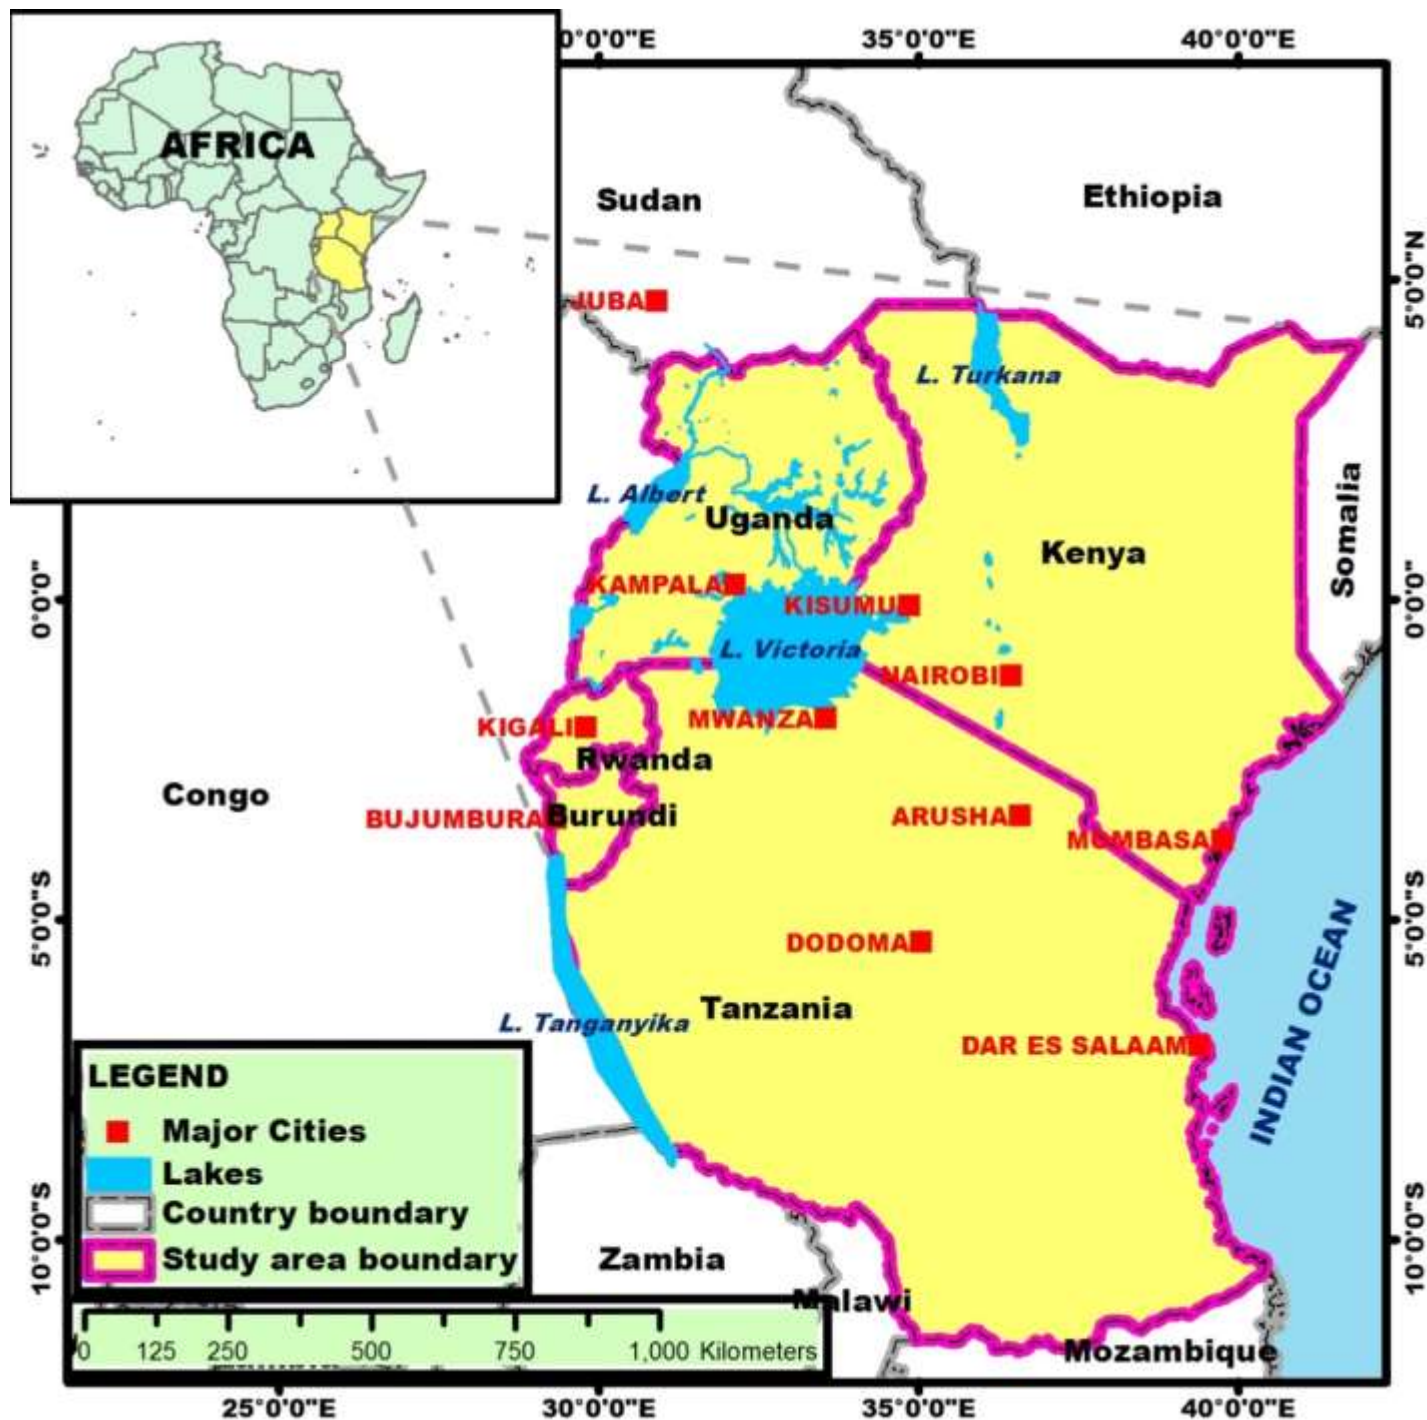 AFRICA
0°0'0"E
35°0'0"E
40°0'0"E
Sudan
Ethiopia
5°0'0"N
JUBA
L. Turkana
L. Albert
Uganda
Kenya
Somalia
0°0'0"
0°0'0"
KAMPALA
KISUMU
L. Victoria
NAIROBI
KIGALI
MWANZA
Rwanda
Congo
BUJUMBURA
Burundi
ARUSHA
MOMBASA
5°0'0"S
5°0'0"S
DODOMA
Tanzania
L. Tanganyika
DAR ES SALAAM
INDIAN OCEAN
LEGEND
Major Cities
Lakes
Country boundary
Study area boundary
10°0'0"S
10°0'0"S
Zambia
Malawi
Mozambique
0 125 250 500 750 1,000 Kilometers
25°0'0"E
30°0'0"E
35°0'0"E
40°0'0"E